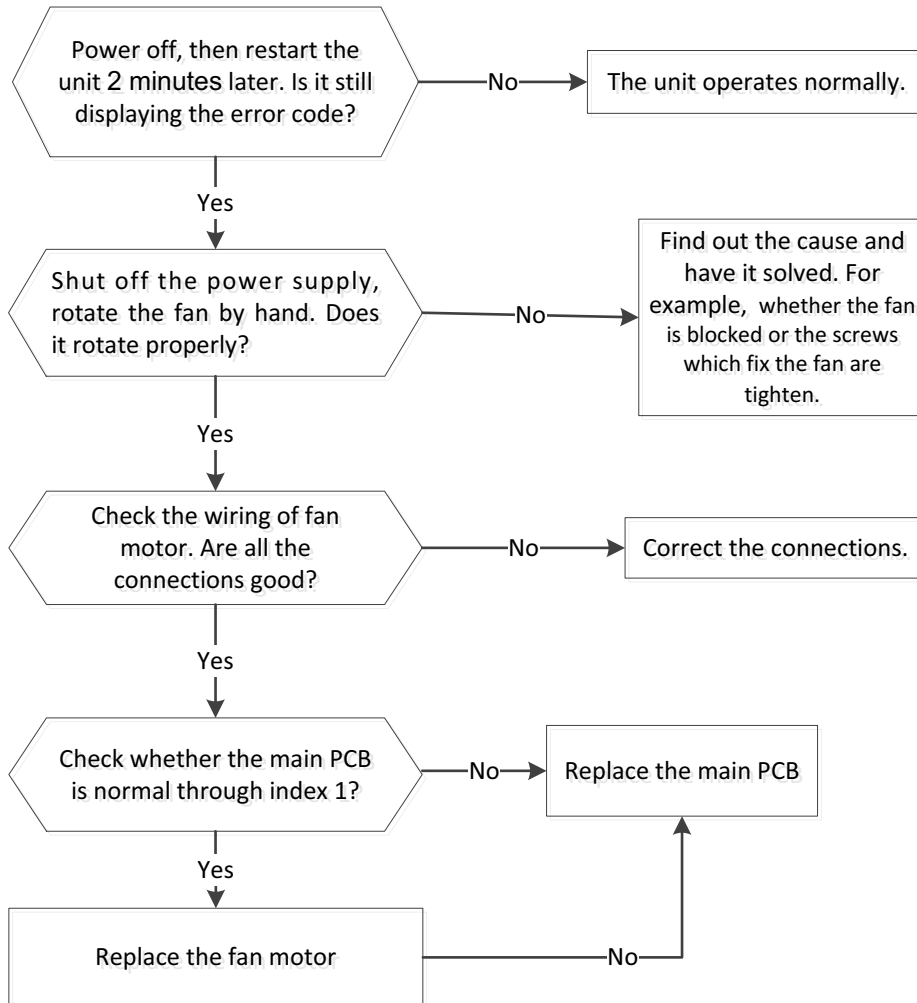 Power off, then restart the
unit 2 minutes later. Is it still
displaying the error code?
No
The unit operates normally.
Yes
Shut off the power supply,
rotate the fan by hand. Does
it rotate properly?
No
Find out the cause and
have it solved. For
example, whether the fan
is blocked or the screws
which fix the fan are
tighten.
Yes
Check the wiring of fan
motor. Are all the
connections good?
No
Correct the connections.
Yes
Check whether the main PCB
is normal through index 1?
No
Replace the main PCB
Yes
Replace the fan motor
No